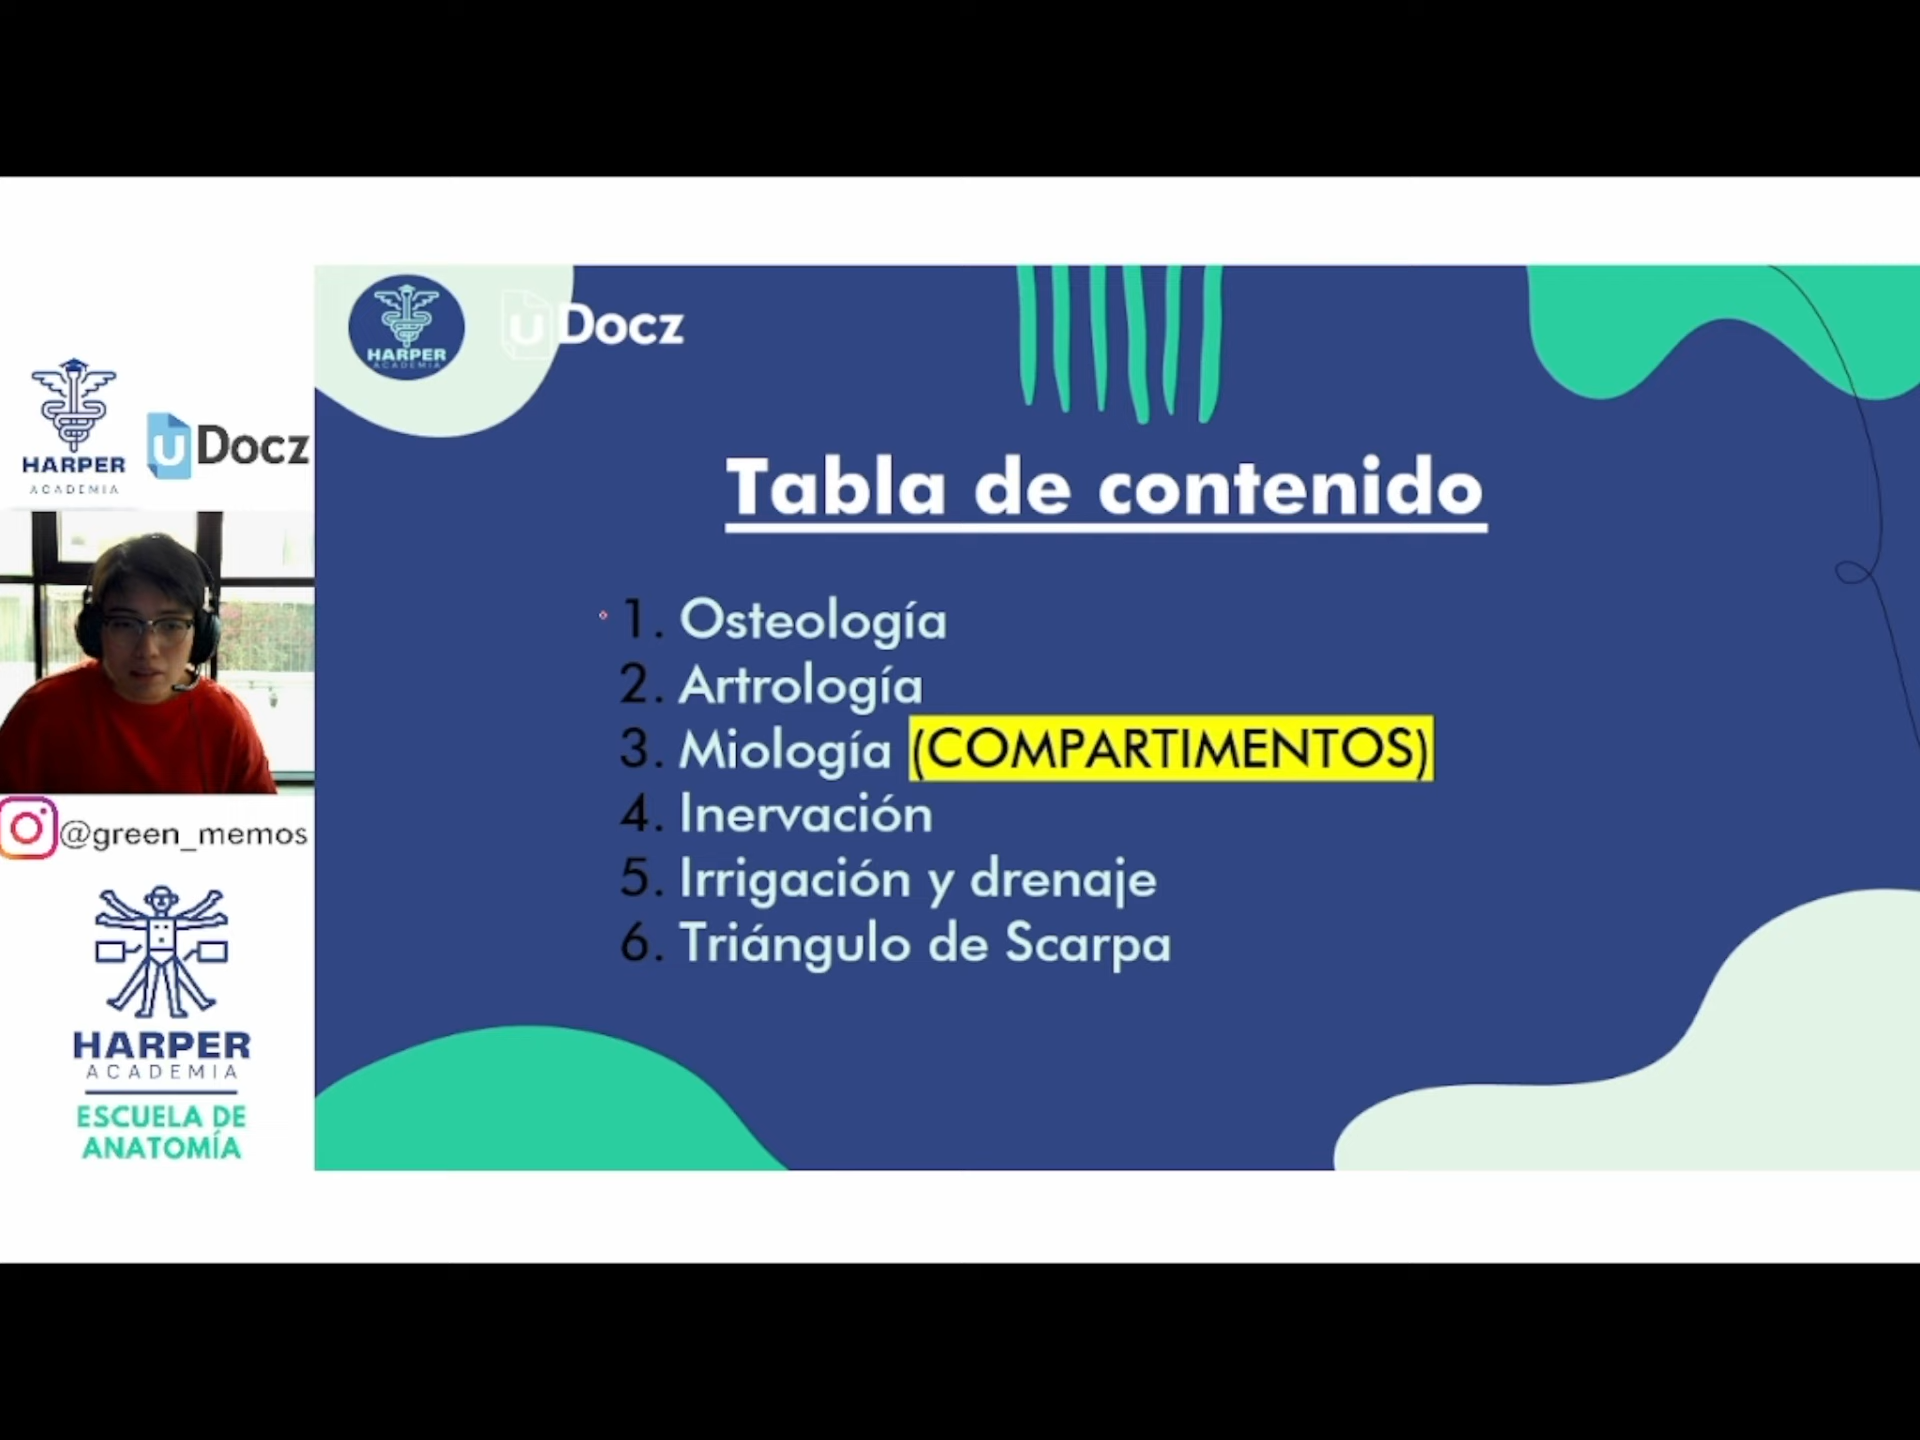 HARPER
ACADEMIA
uDocz
HARPER
ACADEMIA
uDocz
Tabla de contenido
1. Osteología
2. Artrología
3. Miología (COMPARTIMENTOS)
4. Inervación
5. Irrigación y drenaje
6. Triángulo de Scarpa
@green_memos
HARPER
ACADEMIA
ESCUELA DE
ANATOMÍA